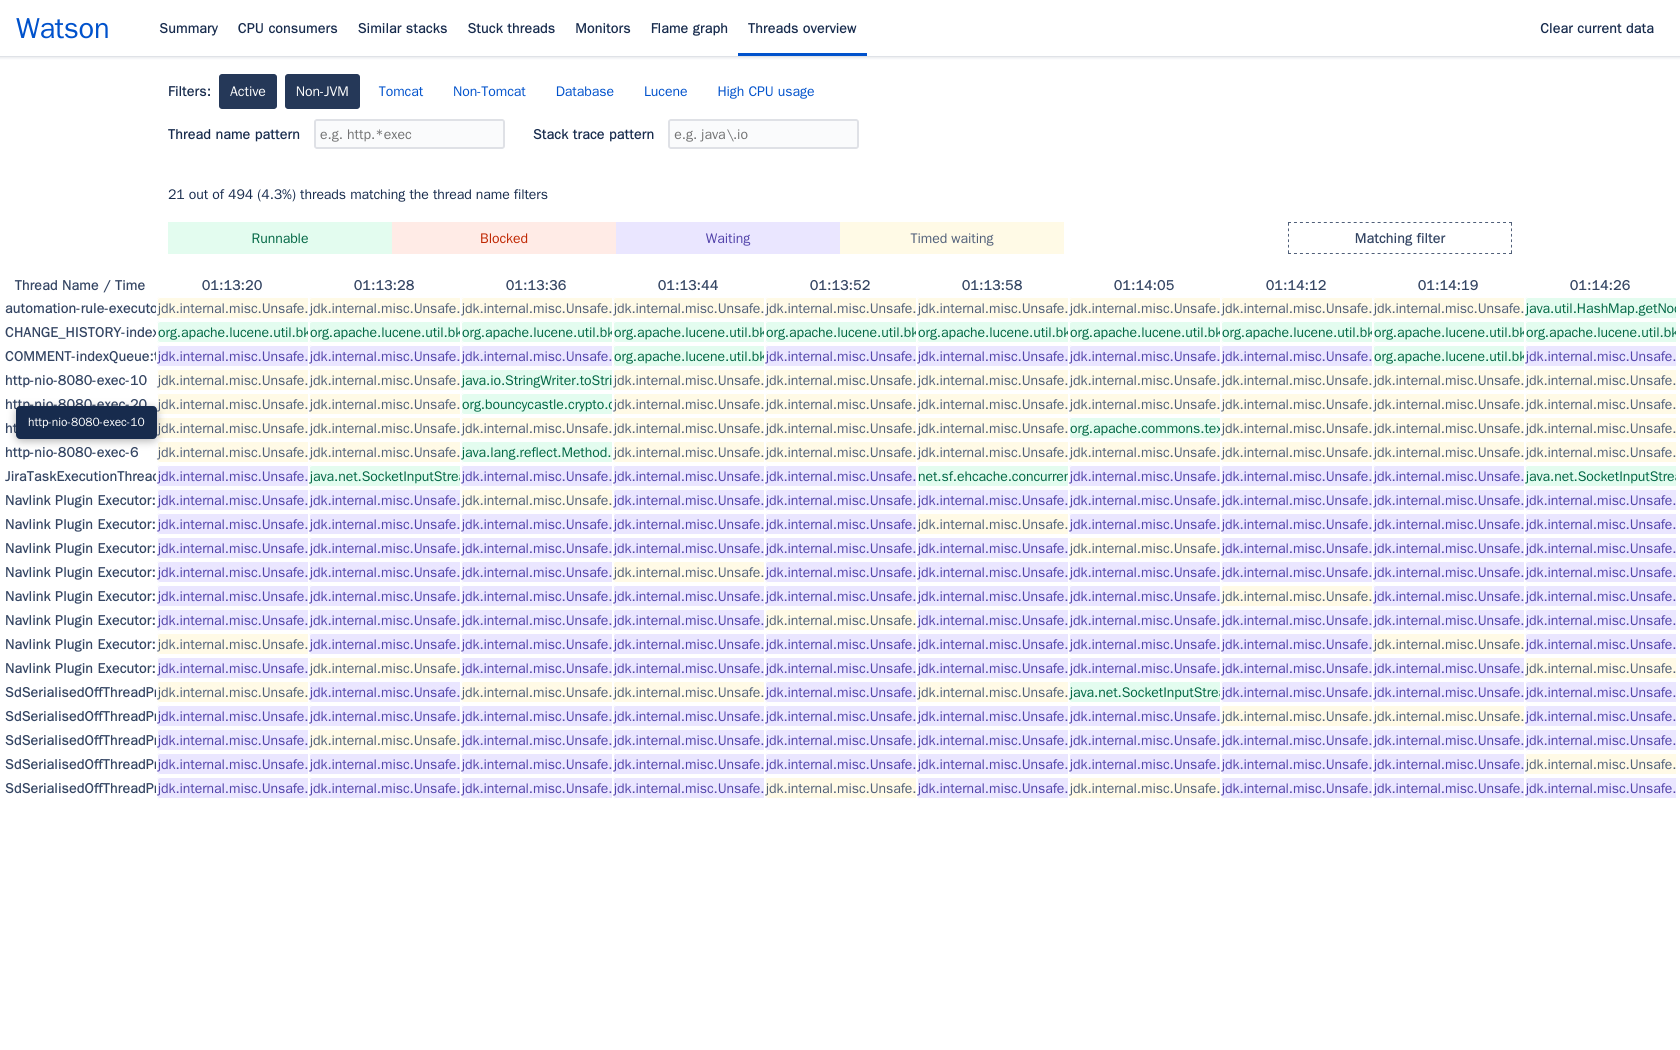 Watson Summary CPU consumers Similar stacks Stuck threads Monitors Flame graph Threads overview Clear current data
Filters: Active Non-JVM Tomcat Non-Tomcat Database Lucene High CPU usage
Thread name pattern e.g. http.*exec Stack trace pattern e.g. java\.io
21 out of 494 (4.3%) threads matching the thread name filters
Runnable Blocked Waiting Timed waiting Matching filter
Thread Name / Time 01:13:20 01:13:28 01:13:36 01:13:44 01:13:52 01:13:58 01:14:05 01:14:12 01:14:19 01:14:26
automation-rule-executo jdk.internal.misc.Unsafe. jdk.internal.misc.Unsafe. jdk.internal.misc.Unsafe. jdk.internal.misc.Unsafe. jdk.internal.misc.Unsafe. jdk.internal.misc.Unsafe. jdk.internal.misc.Unsafe. jdk.internal.misc.Unsafe. jdk.internal.misc.Unsafe. java.util.HashMap.getNo
CHANGE_HISTORY-index org.apache.lucene.util.bk org.apache.lucene.util.bk org.apache.lucene.util.bk org.apache.lucene.util.bk org.apache.lucene.util.bk org.apache.lucene.util.bk org.apache.lucene.util.bk org.apache.lucene.util.bk org.apache.lucene.util.bk org.apache.lucene.util.bk
COMMENT-indexQueue: jdk.internal.misc.Unsafe. jdk.internal.misc.Unsafe. jdk.internal.misc.Unsafe. org.apache.lucene.util.bk jdk.internal.misc.Unsafe. jdk.internal.misc.Unsafe. jdk.internal.misc.Unsafe. jdk.internal.misc.Unsafe. org.apache.lucene.util.bk jdk.internal.misc.Unsafe.
http-nio-8080-exec-10 jdk.internal.misc.Unsafe. jdk.internal.misc.Unsafe. java.io.StringWriter.toStri jdk.internal.misc.Unsafe. jdk.internal.misc.Unsafe. jdk.internal.misc.Unsafe. jdk.internal.misc.Unsafe. jdk.internal.misc.Unsafe. jdk.internal.misc.Unsafe. jdk.internal.misc.Unsafe.
http-nio-8080-exec-20 jdk.internal.misc.Unsafe. jdk.internal.misc.Unsafe. org.bouncycastle.crypto.c jdk.internal.misc.Unsafe. jdk.internal.misc.Unsafe. jdk.internal.misc.Unsafe. jdk.internal.misc.Unsafe. jdk.internal.misc.Unsafe. jdk.internal.misc.Unsafe. jdk.internal.misc.Unsafe.
http-nio-8080-exec-10
jdk.internal.misc.Unsafe. jdk.internal.misc.Unsafe. jdk.internal.misc.Unsafe. jdk.internal.misc.Unsafe. jdk.internal.misc.Unsafe. jdk.internal.misc.Unsafe. org.apache.commons.tex jdk.internal.misc.Unsafe. jdk.internal.misc.Unsafe. jdk.internal.misc.Unsafe.
http-nio-8080-exec-6 jdk.internal.misc.Unsafe. jdk.internal.misc.Unsafe. java.lang.reflect.Method. jdk.internal.misc.Unsafe. jdk.internal.misc.Unsafe. jdk.internal.misc.Unsafe. jdk.internal.misc.Unsafe. jdk.internal.misc.Unsafe. jdk.internal.misc.Unsafe. jdk.internal.misc.Unsafe.
JiraTaskExecutionThread jdk.internal.misc.Unsafe. java.net.SocketInputStre jdk.internal.misc.Unsafe. jdk.internal.misc.Unsafe. jdk.internal.misc.Unsafe. net.sf.ehcache.concurrer jdk.internal.misc.Unsafe. jdk.internal.misc.Unsafe. jdk.internal.misc.Unsafe. java.net.SocketInputStre
Navlink Plugin Executor: jdk.internal.misc.Unsafe. jdk.internal.misc.Unsafe. jdk.internal.misc.Unsafe. jdk.internal.misc.Unsafe. jdk.internal.misc.Unsafe. jdk.internal.misc.Unsafe. jdk.internal.misc.Unsafe. jdk.internal.misc.Unsafe. jdk.internal.misc.Unsafe. jdk.internal.misc.Unsafe.
Navlink Plugin Executor: jdk.internal.misc.Unsafe. jdk.internal.misc.Unsafe. jdk.internal.misc.Unsafe. jdk.internal.misc.Unsafe. jdk.internal.misc.Unsafe. jdk.internal.misc.Unsafe. jdk.internal.misc.Unsafe. jdk.internal.misc.Unsafe. jdk.internal.misc.Unsafe. jdk.internal.misc.Unsafe.
Navlink Plugin Executor: jdk.internal.misc.Unsafe. jdk.internal.misc.Unsafe. jdk.internal.misc.Unsafe. jdk.internal.misc.Unsafe. jdk.internal.misc.Unsafe. jdk.internal.misc.Unsafe. jdk.internal.misc.Unsafe. jdk.internal.misc.Unsafe. jdk.internal.misc.Unsafe. jdk.internal.misc.Unsafe.
Navlink Plugin Executor: jdk.internal.misc.Unsafe. jdk.internal.misc.Unsafe. jdk.internal.misc.Unsafe. jdk.internal.misc.Unsafe. jdk.internal.misc.Unsafe. jdk.internal.misc.Unsafe. jdk.internal.misc.Unsafe. jdk.internal.misc.Unsafe. jdk.internal.misc.Unsafe. jdk.internal.misc.Unsafe.
Navlink Plugin Executor: jdk.internal.misc.Unsafe. jdk.internal.misc.Unsafe. jdk.internal.misc.Unsafe. jdk.internal.misc.Unsafe. jdk.internal.misc.Unsafe. jdk.internal.misc.Unsafe. jdk.internal.misc.Unsafe. jdk.internal.misc.Unsafe. jdk.internal.misc.Unsafe. jdk.internal.misc.Unsafe.
Navlink Plugin Executor: jdk.internal.misc.Unsafe. jdk.internal.misc.Unsafe. jdk.internal.misc.Unsafe. jdk.internal.misc.Unsafe. jdk.internal.misc.Unsafe. jdk.internal.misc.Unsafe. jdk.internal.misc.Unsafe. jdk.internal.misc.Unsafe. jdk.internal.misc.Unsafe. jdk.internal.misc.Unsafe.
Navlink Plugin Executor: jdk.internal.misc.Unsafe. jdk.internal.misc.Unsafe. jdk.internal.misc.Unsafe. jdk.internal.misc.Unsafe. jdk.internal.misc.Unsafe. jdk.internal.misc.Unsafe. jdk.internal.misc.Unsafe. jdk.internal.misc.Unsafe. jdk.internal.misc.Unsafe. jdk.internal.misc.Unsafe.
Navlink Plugin Executor: jdk.internal.misc.Unsafe. jdk.internal.misc.Unsafe. jdk.internal.misc.Unsafe. jdk.internal.misc.Unsafe. jdk.internal.misc.Unsafe. jdk.internal.misc.Unsafe. jdk.internal.misc.Unsafe. jdk.internal.misc.Unsafe. jdk.internal.misc.Unsafe. jdk.internal.misc.Unsafe.
SdSerialisedOffThreadPr jdk.internal.misc.Unsafe. jdk.internal.misc.Unsafe. jdk.internal.misc.Unsafe. jdk.internal.misc.Unsafe. jdk.internal.misc.Unsafe. jdk.internal.misc.Unsafe. java.net.SocketInputStre jdk.internal.misc.Unsafe. jdk.internal.misc.Unsafe. jdk.internal.misc.Unsafe.
SdSerialisedOffThreadPr jdk.internal.misc.Unsafe. jdk.internal.misc.Unsafe. jdk.internal.misc.Unsafe. jdk.internal.misc.Unsafe. jdk.internal.misc.Unsafe. jdk.internal.misc.Unsafe. jdk.internal.misc.Unsafe. jdk.internal.misc.Unsafe. jdk.internal.misc.Unsafe. jdk.internal.misc.Unsafe.
SdSerialisedOffThreadPr jdk.internal.misc.Unsafe. jdk.internal.misc.Unsafe. jdk.internal.misc.Unsafe. jdk.internal.misc.Unsafe. jdk.internal.misc.Unsafe. jdk.internal.misc.Unsafe. jdk.internal.misc.Unsafe. jdk.internal.misc.Unsafe. jdk.internal.misc.Unsafe. jdk.internal.misc.Unsafe.
SdSerialisedOffThreadPr jdk.internal.misc.Unsafe. jdk.internal.misc.Unsafe. jdk.internal.misc.Unsafe. jdk.internal.misc.Unsafe. jdk.internal.misc.Unsafe. jdk.internal.misc.Unsafe. jdk.internal.misc.Unsafe. jdk.internal.misc.Unsafe. jdk.internal.misc.Unsafe. jdk.internal.misc.Unsafe.
SdSerialisedOffThreadPr jdk.internal.misc.Unsafe. jdk.internal.misc.Unsafe. jdk.internal.misc.Unsafe. jdk.internal.misc.Unsafe. jdk.internal.misc.Unsafe. jdk.internal.misc.Unsafe. jdk.internal.misc.Unsafe. jdk.internal.misc.Unsafe. jdk.internal.misc.Unsafe. jdk.internal.misc.Unsafe.